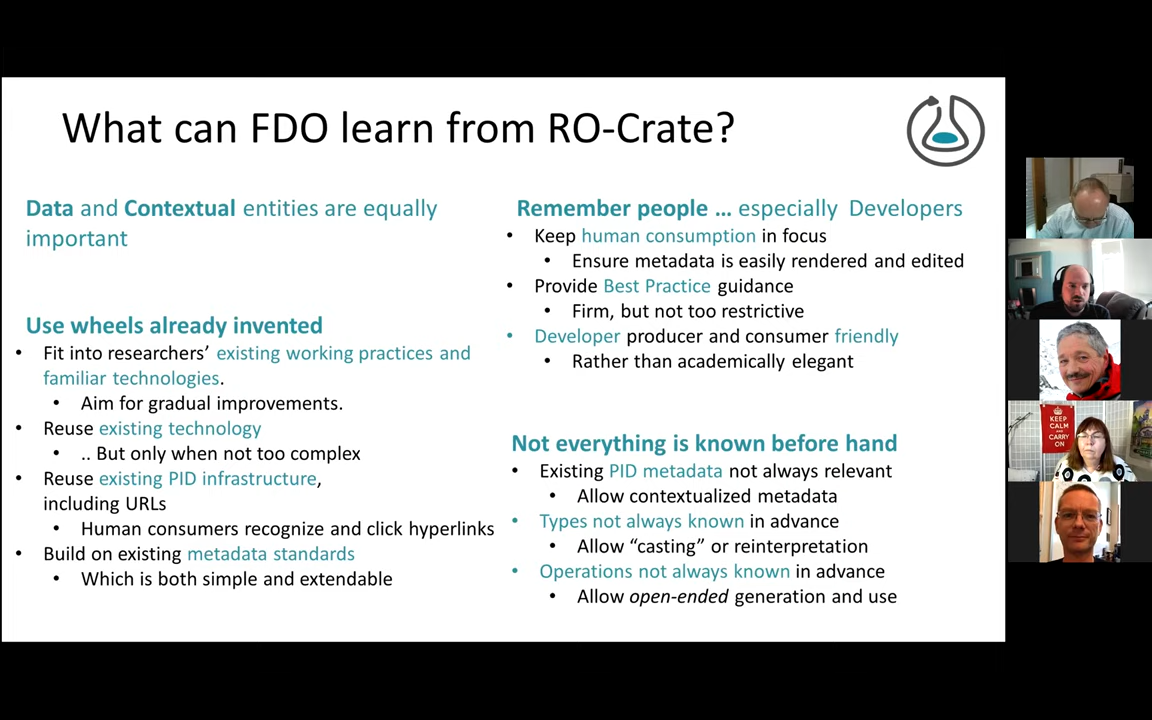 What can FDO learn from RO-Crate?
Data and Contextual entities are equally
important
Use wheels already invented
• Fit into researchers’ existing working practices and
familiar technologies.
• Aim for gradual improvements.
• Reuse existing technology
• .. But only when not too complex
• Reuse existing PID infrastructure,
including URLs
• Human consumers recognize and click hyperlinks
• Build on existing metadata standards
• Which is both simple and extendable
Remember people … especially Developers
• Keep human consumption in focus
• Ensure metadata is easily rendered and edited
• Provide Best Practice guidance
• Firm, but not too restrictive
• Developer producer and consumer friendly
• Rather than academically elegant
Not everything is known before hand
• Existing PID metadata not always relevant
• Allow contextualized metadata
• Types not always known in advance
• Allow “casting” or reinterpretation
• Operations not always known in advance
• Allow open-ended generation and use
KEEP
CALM
AND
CARRY
ON